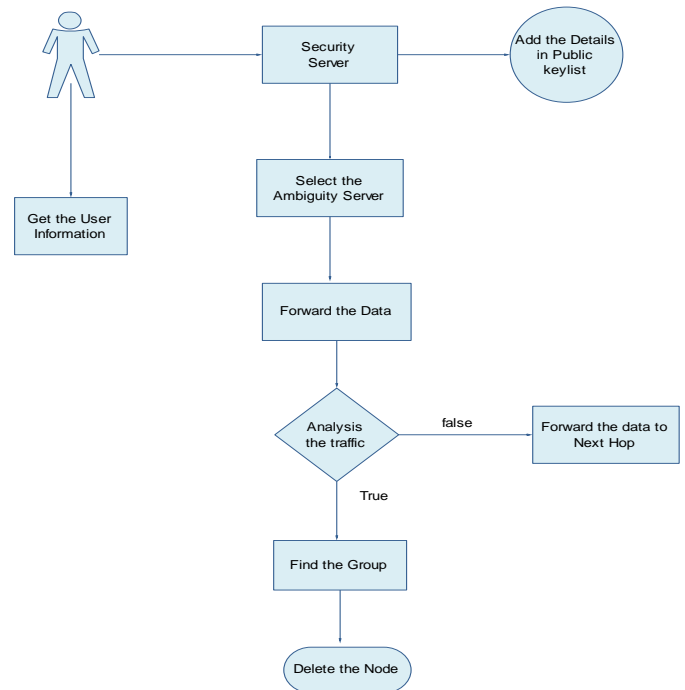 Security
Server
Add the Details
in Public
keylist
Select the
Ambiguity Server
Get the User
Information
Forward the Data
Analysis
the traffic
false
Forward the data to
Next Hop
True
Find the Group
Delete the Node